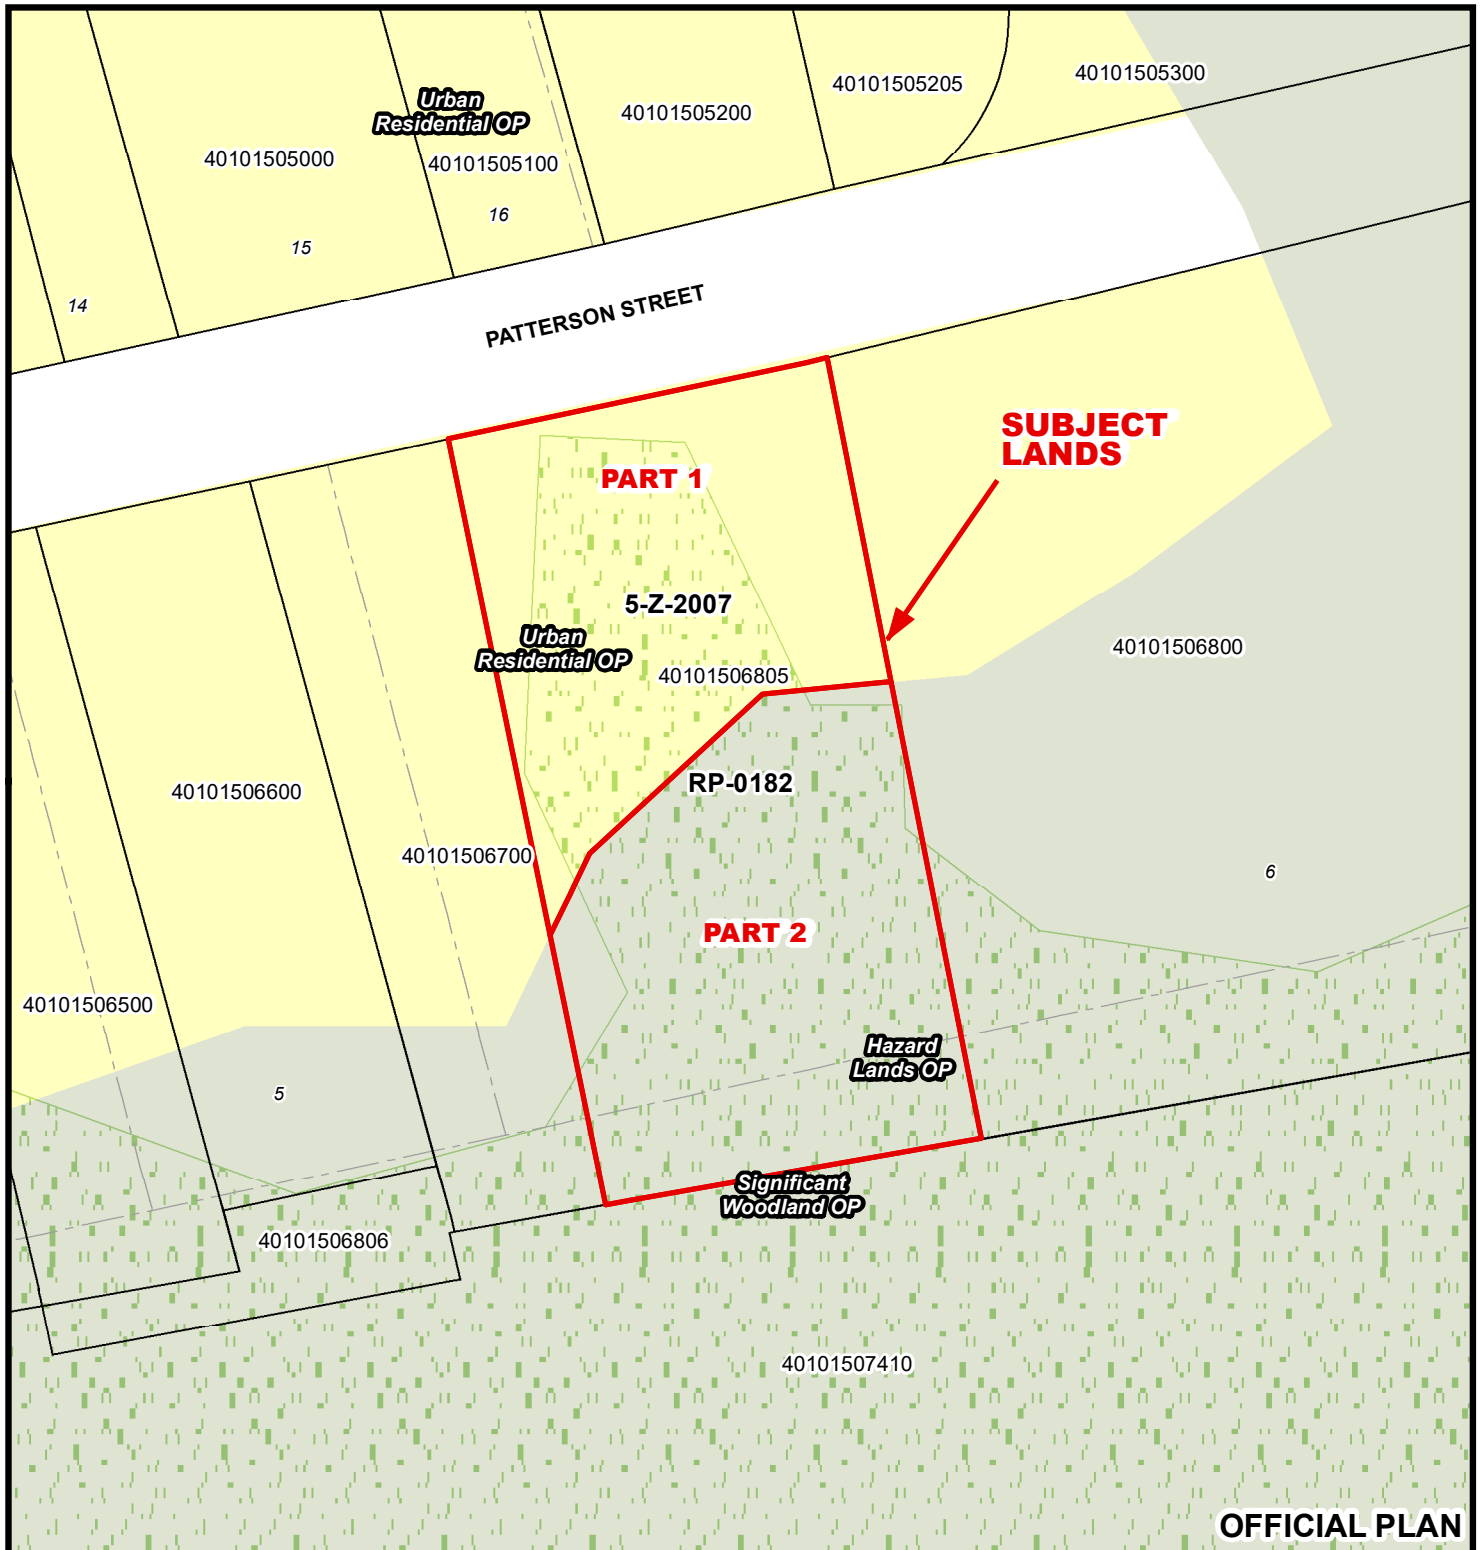 40101505300
40101505205
Urban
Residential OP
40101505200
40101505000
40101505100
16
15
14
PATTERSON STREET
SUBJECT
LANDS
PART 1
5-Z-2007
Urban
Residential OP
40101506805
40101506800
RP-0182
40101506600
40101506700
6
PART 2
40101506500
Hazard
Lands OP
5
Significant
Woodland OP
40101506806
40101507410
OFFICIAL PLAN